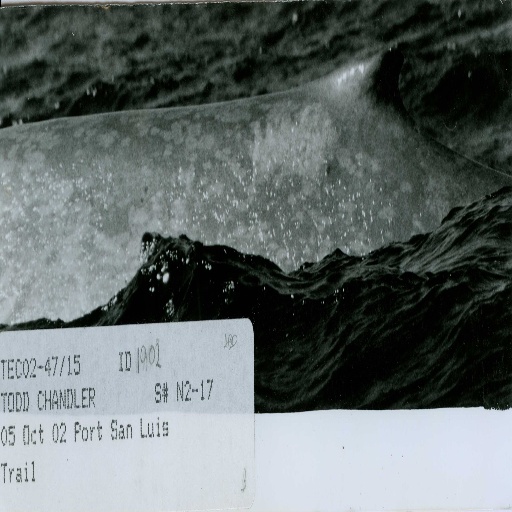 TEC02-47/15 ID 1901
TODD CHANDLER S# N2-17
05 Oct 02 Port San Luis
Trail